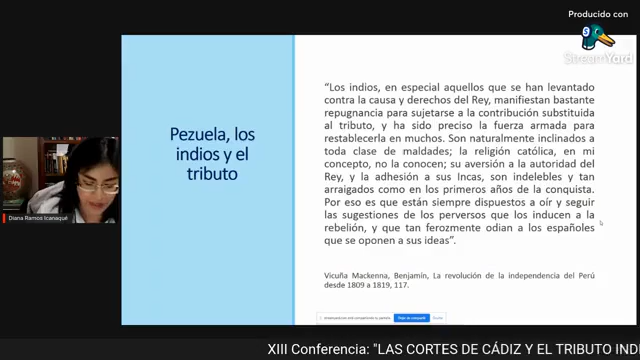 Producido con
StreamYard
Pezuela, los
indios y el
tributo
“Los indios, en especial aquellos que se han levantado
contra la causa y derechos del Rey, manifiestan bastante
repugnancia para sujetarse a la contribución substituida
al tributo, y ha sido preciso la fuerza armada para
restablecerla en muchos. Son naturalmente inclinados a
toda clase de maldades; la religión católica, en mi
concepto, no la conocen; su aversión a la autoridad del
Rey, y la adhesión a sus Incas, son indelebles y tan
arraigados como en los primeros años de la conquista.
Por eso es que están siempre dispuestos a oír y seguir
las sugestiones de los perversos que los inducen a la
rebelión, y que tan ferozmente odian a los españoles
que se oponen a sus ideas”.
Vicuña Mackenna, Benjamín, La revolución de la independencia del Perú
desde 1809 a 1819, 117.
Diana Ramos Icanaqué
XIII Conferencia: "LAS CORTES DE CÁDIZ Y EL TRIBUTO IND